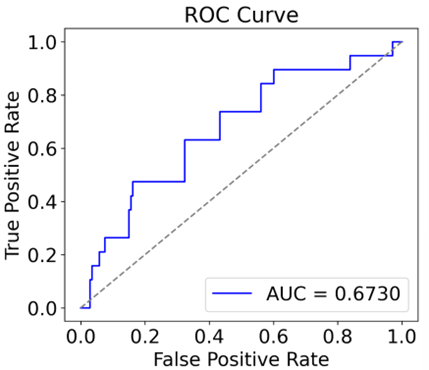 ROC Curve
True Positive Rate
1.0
0.8
0.6
0.4
0.2
0.0
AUC = 0.6730
0.0 0.2 0.4 0.6 0.8 1.0
False Positive Rate